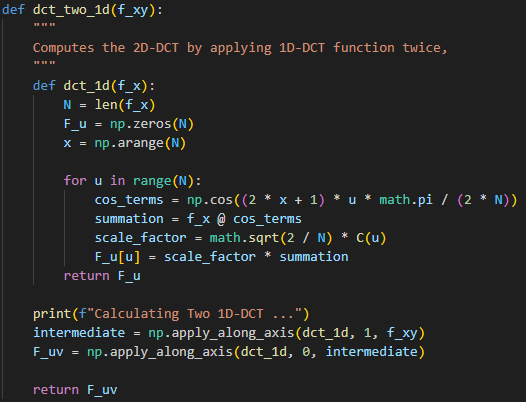 def dct_two_1d(f_xy):
    """
    Computes the 2D-DCT by applying 1D-DCT function twice,
    """
    def dct_1d(f_x):
        N = len(f_x)
        F_u = np.zeros(N)
        x = np.arange(N)

        for u in range(N):
            cos_terms = np.cos((2 * x + 1) * u * math.pi / (2 * N))
            summation = f_x @ cos_terms
            scale_factor = math.sqrt(2 / N) * C(u)
            F_u[u] = scale_factor * summation
        return F_u

    print(f"Calculating Two 1D-DCT ...")
    intermediate = np.apply_along_axis(dct_1d, 1, f_xy)
    F_uv = np.apply_along_axis(dct_1d, 0, intermediate)

    return F_uv